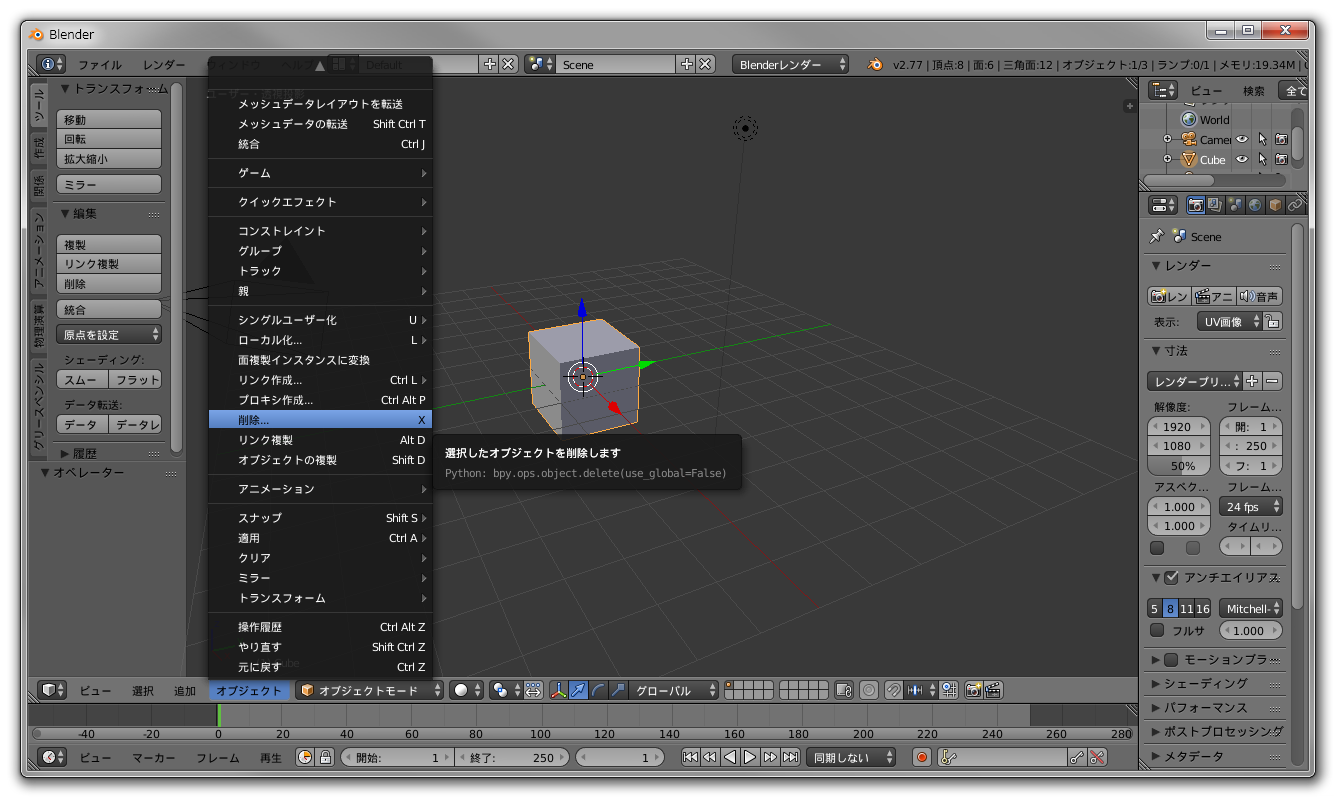 Blender
ファイル レンダー ウィンドウ ヘルプ Default Scene Blenderレンダー v2.77 | 頂点:8 | 面:6 | 三角面:12 | オブジェクト:1/3 | ランプ:0/1 | メモリ:19.34M |
ツール
作成
関係
アニメーション
物理演算
グリースペンシル
▼トランスフォーム
移動
回転
拡大縮小
ミラー
▼編集
複製
リンク複製
削除
統合
原点を設定
シェーディング:
スムー フラット
データ転送:
データ データレ
▶履歴
▼オペレーター
ユーザー・透視投影
メッシュデータレイアウトを転送
メッシュデータの転送 Shift Ctrl T
統合 Ctrl J
ゲーム
クイックエフェクト
コンストレイント
グループ
トラック
親
シングルユーザー化 U
ローカル化... L
面複製インスタンスに変換
リンク作成... Ctrl L
プロキシ作成... Ctrl Alt P
削除... X
リンク複製 Alt D
オブジェクトの複製 Shift D
アニメーション
スナップ Shift S
適用 Ctrl A
クリア
ミラー
トランスフォーム
操作履歴 Ctrl Alt Z
やり直す Shift Ctrl Z
元に戻す Ctrl Z
選択したオブジェクトを削除します
Python: bpy.ops.object.delete(use_global=False)
ビュー 検索 全て
World
Camer
Cube
Scene
▼レンダー
レン アニ 音声
表示: UV画像
▼寸法
レンダープリ...
解像度: フレーム...
1920 開: 1
1080 : 250
50% フ: 1
アスペク... フレーム...
1.000 24 fps
1.000 タイムリ...
▼アンチエイリアス
5 8 11 16 Mitchell-
フルサ 1.000
▶モーションブラ
▶シェーディング
▶パフォーマンス
▶ポストプロセッシング
▶メタデータ
ビュー 選択 追加 オブジェクト オブジェクトモード グローバル
-40 -20 0 20 40 60 80 100 120 140 160 180 200 220 240 260 280
ビュー マーカー フレーム 再生 開始: 1 終了: 250 1 同期しない